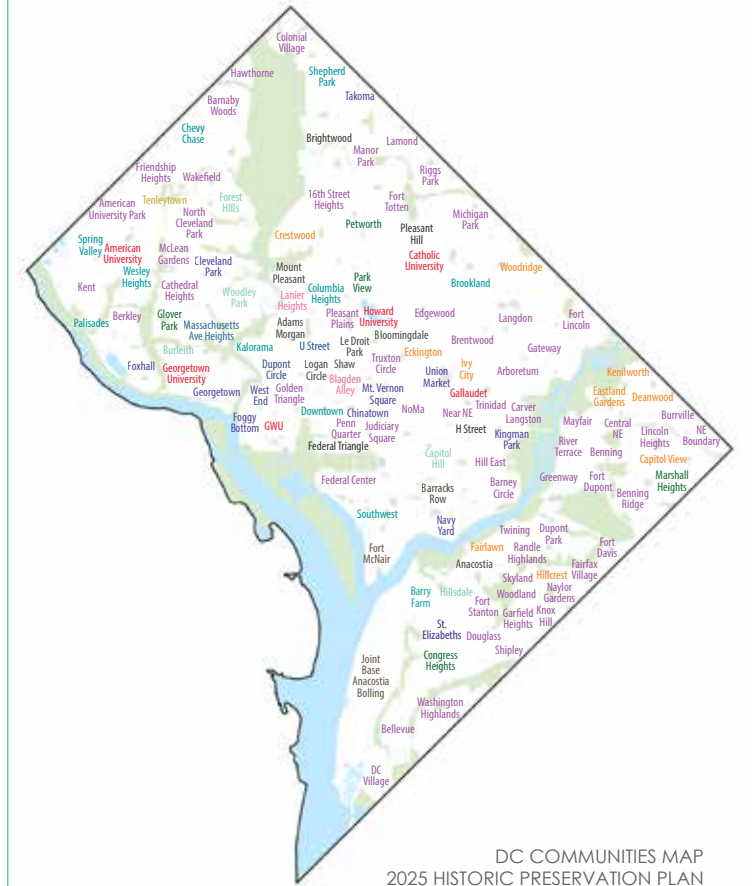 Colonial
Village
Hawthorne
Shepherd
Park
Takoma
Barnaby
Woods
Chevy
Chase
Brightwood
Lamond
Manor
Park
Friendship
Heights
Wakefield
Riggs
Park
American
University Park
Tenleytown
Forest
HIlls
16th Street
Heights
Fort
Totten
North
Cleveland
Park
Petworth
Pleasant
Hill
Michigan
Park
Crestwood
Spring
Valley
American
University
McLean
Gardens
Cleveland
Park
Catholic
University
Woodridge
Wesley
Heights
Mount
Pleasant
Park
View
Brookland
Kent
Cathedral
Heights
Woodley
Park
Lanier
Heights
Columbia
Heights
Palisades
Berkley
Glover
Park
Massachusetts
Ave Heights
Adams
Morgan
Pleasant
Plains
Howard
University
Edgewood
Langdon
Fort
Lincoln
Bloomingdale
Burleith
Kalorama
U Street
Le Droit
Park
Eckington
Brentwood
Gateway
Foxhall
Georgetown
University
Dupont
Circle
Logan
Circle
Shaw
Truxton
Circle
Union
Market
Ivy
City
Arboretum
Kenilworth
Georgetown
West
End
Golden
Triangle
Blagden
Alley
Mt. Vernon
Square
Gallaudet
Eastland
Gardens
Deanwood
Foggy
Bottom
GWU
Downtown
Chinatown
NoMa
Near NE
Trinidad
Carver
Langston
Burrville
Penn
Quarter
Judiciary
Square
H Street
Kingman
Park
Mayfair
Central
NE
Lincoln
Heights
NE
Boundary
Federal Triangle
River
Terrace
Benning
Capitol
Hill
Hill East
Capitol View
Federal Center
Barracks
Row
Barney
Circle
Greenway
Fort
Dupont
Benning
Ridge
Marshall
Heights
Southwest
Navy
Yard
Twining
Dupont
Park
Fort
McNair
Fairlawn
Randle
Highlands
Fort
Davis
Anacostia
Skyland
Hillcrest
Fairfax
Village
Barry
Farm
Hillsdale
Woodland
Naylor
Gardens
Fort
Stanton
Garfield
Heights
Knox
Hill
St.
Elizabeths
Douglass
Congress
Heights
Shipley
Joint
Base
Anacostia
Bolling
Washington
Highlands
Bellevue
DC
Village
DC COMMUNITIES MAP
2025 HISTORIC PRESERVATION PLAN